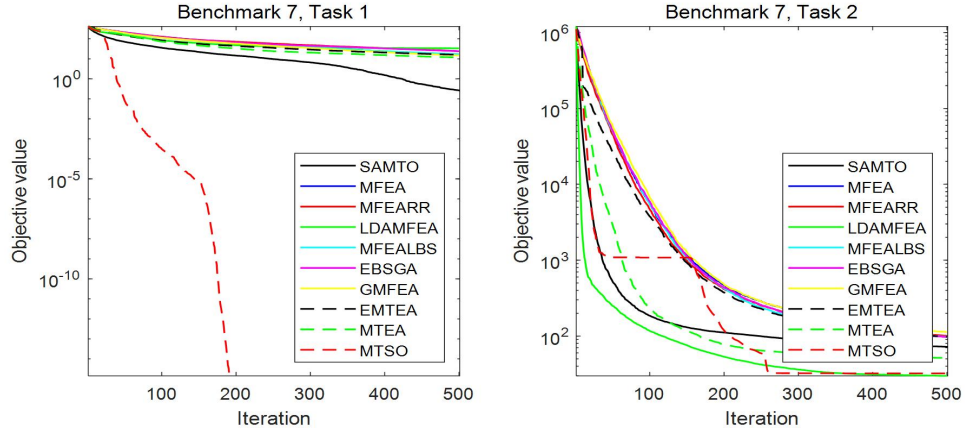 Benchmark 7, Task 1
Objective value
10^0
10^-5
10^-10
100
200
300
400
500
Iteration
SAMTO
MFEA
MFEARR
LDAMFEA
MFEALBS
EBSGA
GMFEA
EMTEA
MTEA
MTSO
Benchmark 7, Task 2
Objective value
10^6
10^5
10^4
10^3
10^2
100
200
300
400
500
Iteration
SAMTO
MFEA
MFEARR
LDAMFEA
MFEALBS
EBSGA
GMFEA
EMTEA
MTEA
MTSO